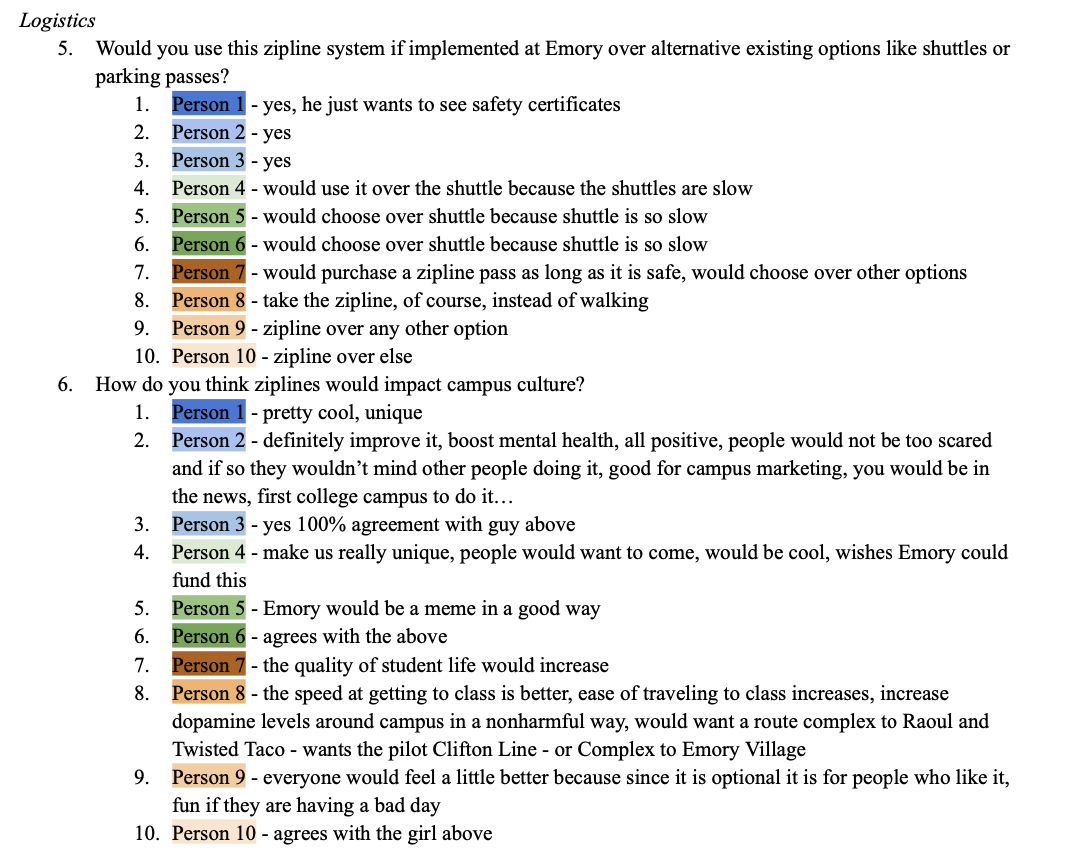 Logistics
5. Would you use this zipline system if implemented at Emory over alternative existing options like shuttles or
parking passes?
1. Person 1 - yes, he just wants to see safety certificates
2. Person 2 - yes
3. Person 3 - yes
4. Person 4 - would use it over the shuttle because the shuttles are slow
5. Person 5 - would choose over shuttle because shuttle is so slow
6. Person 6 - would choose over shuttle because shuttle is so slow
7. Person 7 - would purchase a zipline pass as long as it is safe, would choose over other options
8. Person 8 - take the zipline, of course, instead of walking
9. Person 9 - zipline over any other option
10. Person 10 - zipline over else
6. How do you think ziplines would impact campus culture?
1. Person 1 - pretty cool, unique
2. Person 2 - definitely improve it, boost mental health, all positive, people would not be too scared
and if so they wouldn’t mind other people doing it, good for campus marketing, you would be in
the news, first college campus to do it…
3. Person 3 - yes 100% agreement with guy above
4. Person 4 - make us really unique, people would want to come, would be cool, wishes Emory could
fund this
5. Person 5 - Emory would be a meme in a good way
6. Person 6 - agrees with the above
7. Person 7 - the quality of student life would increase
8. Person 8 - the speed at getting to class is better, ease of traveling to class increases, increase
dopamine levels around campus in a nonharmful way, would want a route complex to Raoul and
Twisted Taco - wants the pilot Clifton Line - or Complex to Emory Village
9. Person 9 - everyone would feel a little better because since it is optional it is for people who like it,
fun if they are having a bad day
10. Person 10 - agrees with the girl above